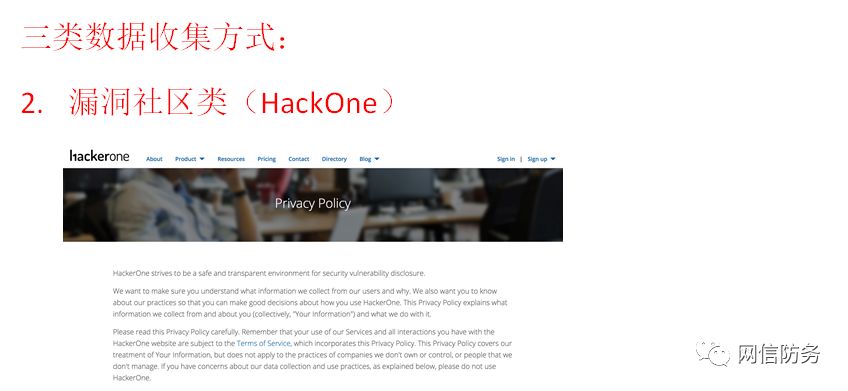 三类数据收集方式：
2. 漏洞社区类（HackOne）
hackerone About Product Resources Pricing Contact Directory Blog Sign in | Sign up
Privacy Policy
HackerOne strives to be a safe and transparent environment for security vulnerability disclosure.
We want to make sure you understand what information we collect from our users and why. We also want you to know
about our practices so that you can make good decisions about how you use HackerOne. This Privacy Policy explains what
information we collect from and about you (collectively, "Your Information") and what we do with it.
Please read this Privacy Policy carefully. Remember that your use of our Services and all interactions you have with the
HackerOne website are subject to the Terms of Service, which incorporates this Privacy Policy. This Privacy Policy covers our
treatment of Your Information, but does not apply to the practices of companies we don't own or control, or people that we
don't manage. If you have concerns about our data collection and use practices, as explained below, please do not use
HackerOne.
网信防务